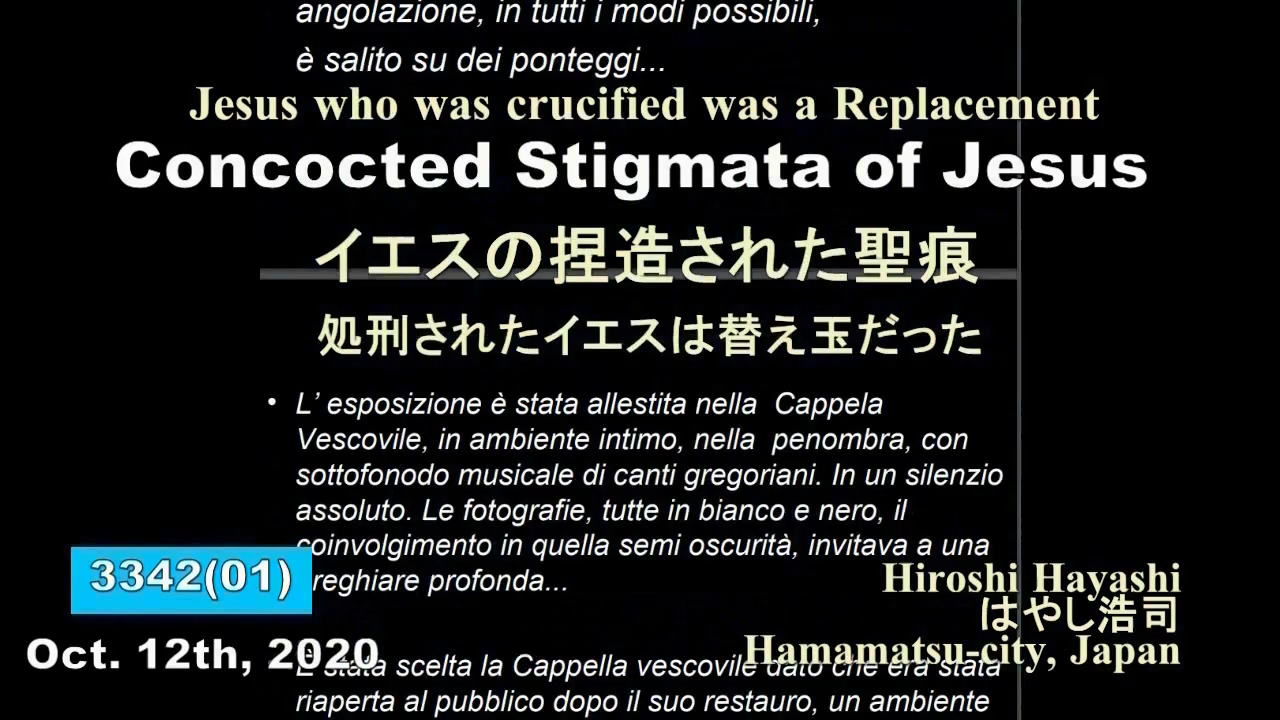 angolazione, in tutti i modi possibili,
è salito su dei ponteggi...
Jesus who was crucified was a Replacement
Concocted Stigmata of Jesus
イエスの捏造された聖痕
処刑されたイエスは替え玉だった
• L' esposizione è stata allestita nella Cappela
Vescovile, in ambiente intimo, nella penombra, con
sottofonodo musicale di canti gregoriani. In un silenzio
assoluto. Le fotografie, tutte in bianco e nero, il
coinvolgimento in quella semi oscurità, invitava a una
reghiare profonda...
3342(01)
Hiroshi Hayashi
はやし浩司
Hamamatsu-city, Japan
Oct. 12th, 2020
È stata scelta la Cappella vescovile dato che era stata
riaperta al pubblico dopo il suo restauro, un ambiente